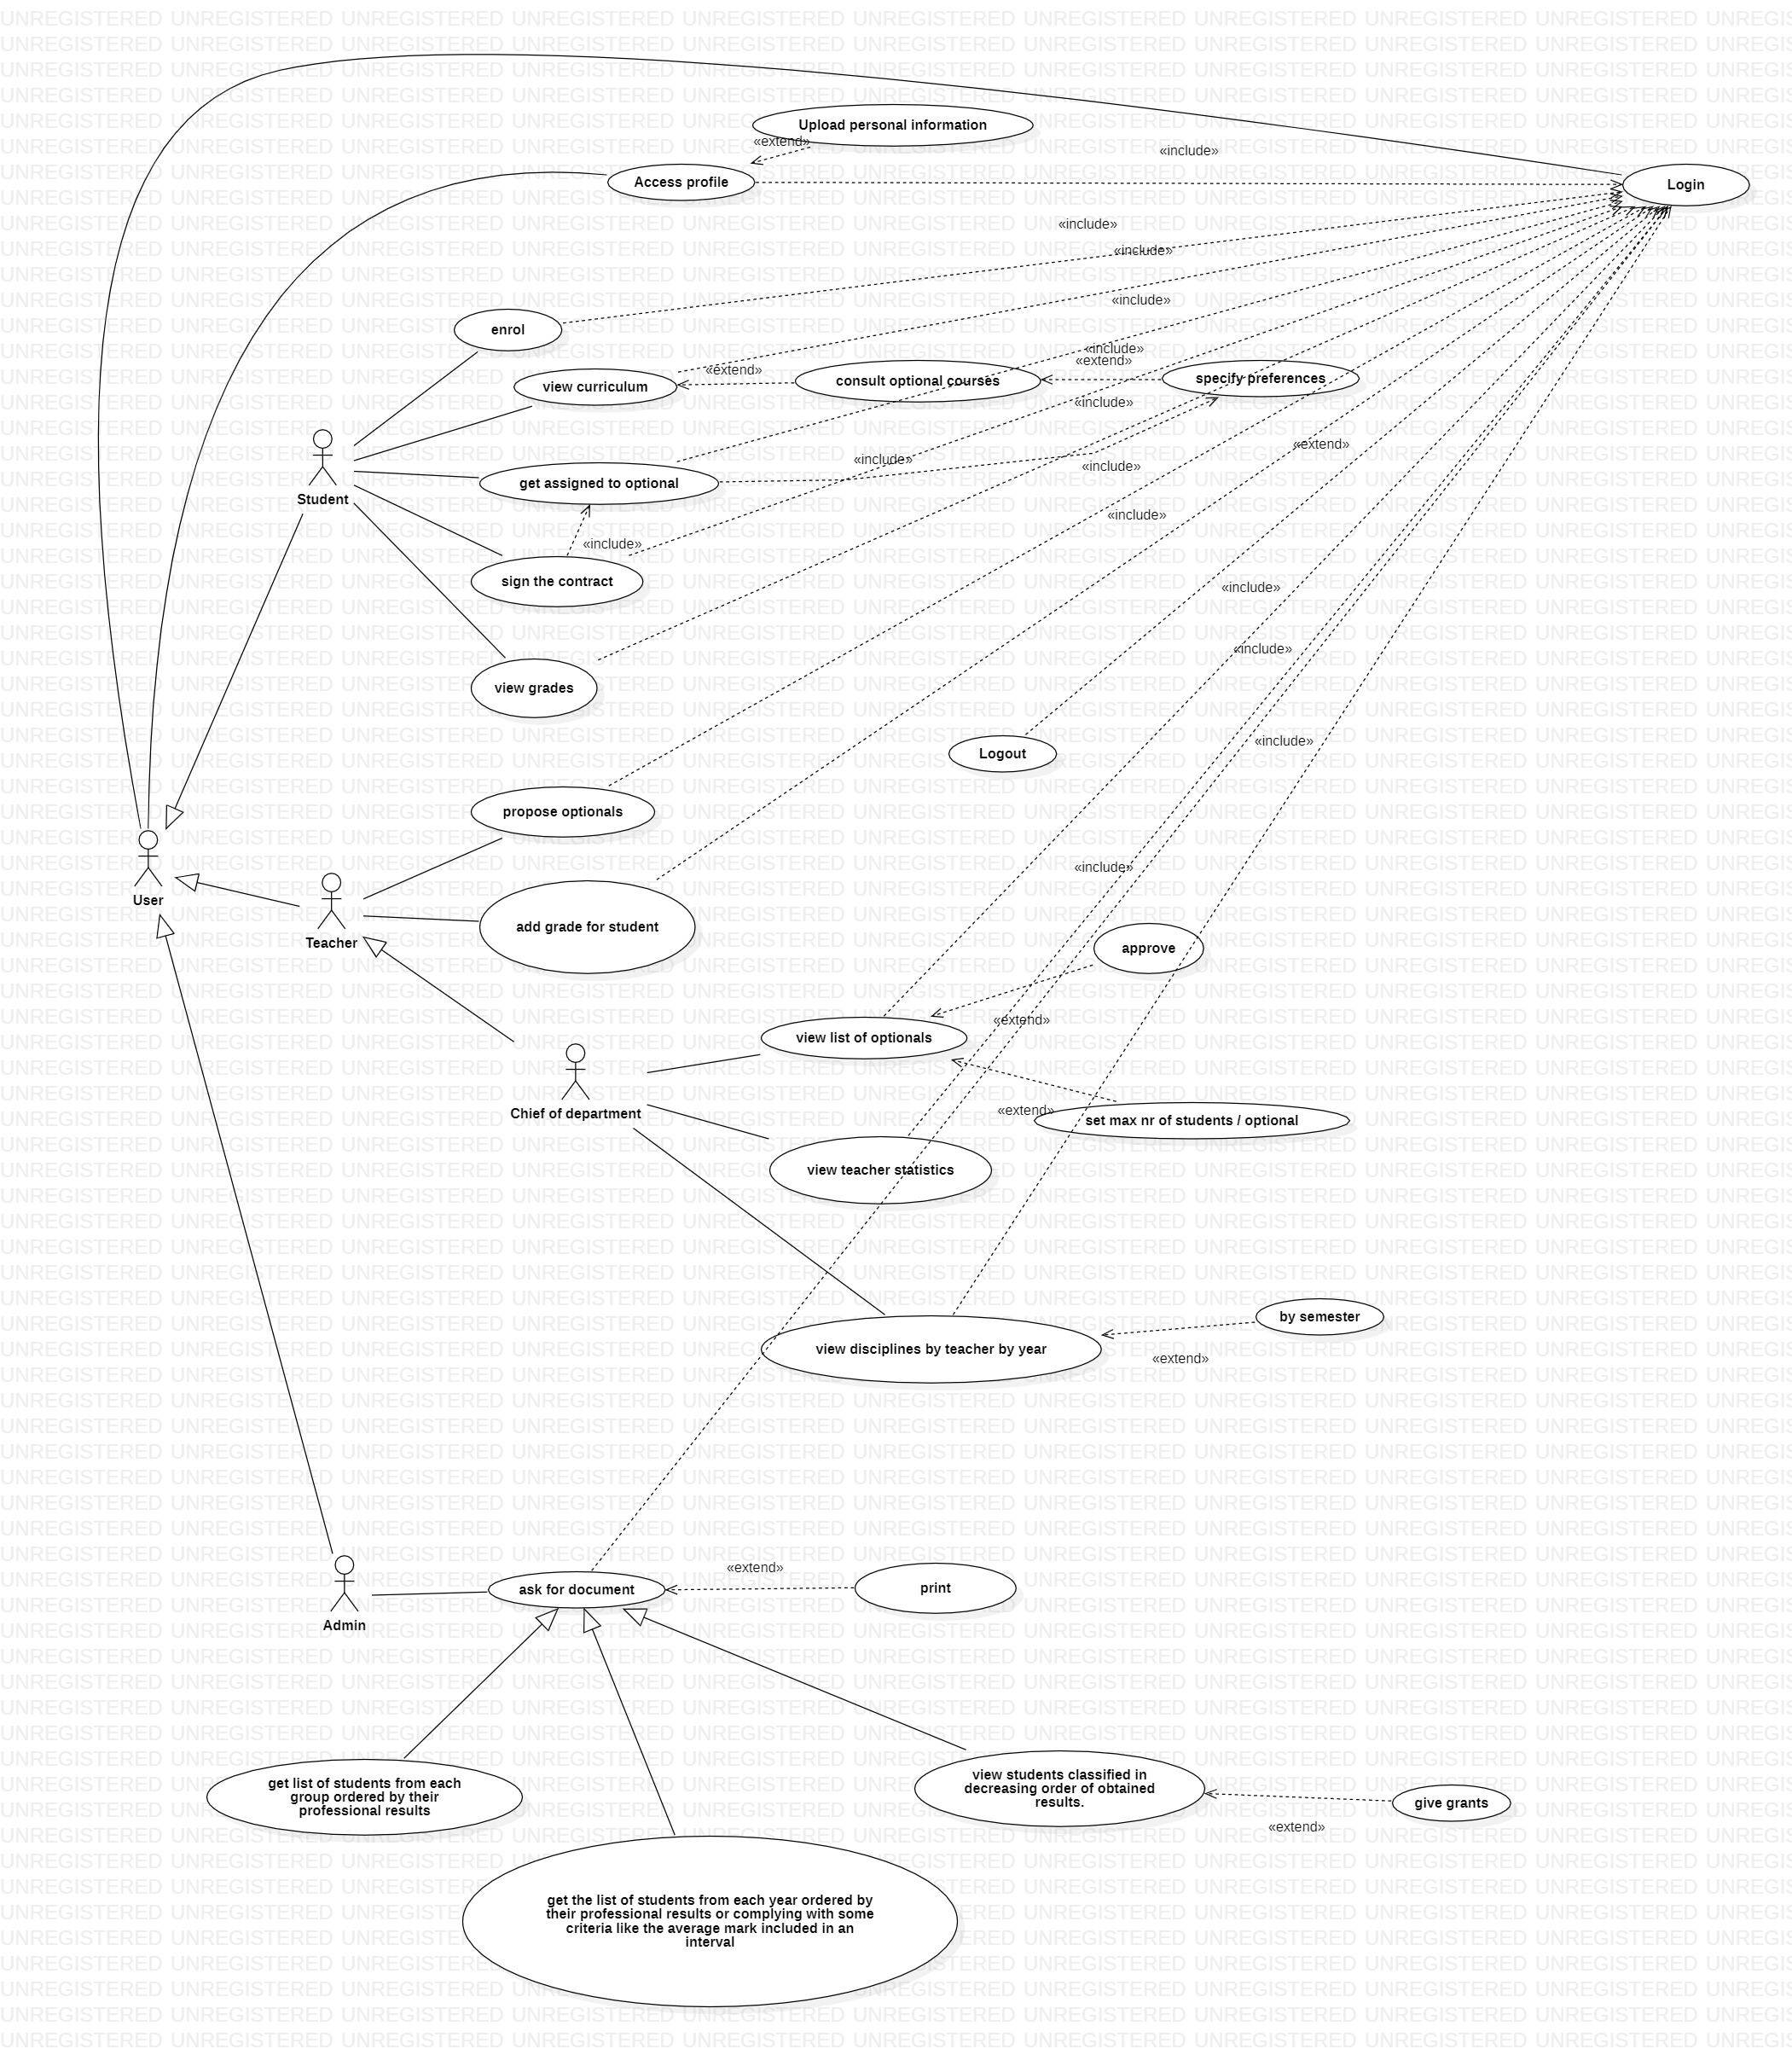 UNREGISTERED
Upload personal information
«extend»
«include»
Access profile
Login
«include»
«include»
«include»
enrol
«include»
«extend»
«extend»
view curriculum
consult optional courses
specify preferences
«include»
«extend»
«include»
«include»
get assigned to optional
Student
«include»
«include»
sign the contract
«include»
«include»
view grades
«include»
Logout
propose optionals
«include»
User
add grade for student
Teacher
approve
«extend»
view list of optionals
Chief of department
«extend»
set max nr of students / optional
view teacher statistics
by semester
view disciplines by teacher by year
«extend»
«extend»
ask for document
print
Admin
get list of students from each
group ordered by their
professional results
view students classified in
decreasing order of obtained
results.
give grants
«extend»
get the list of students from each year ordered by
their professional results or complying with some
criteria like the average mark included in an
interval